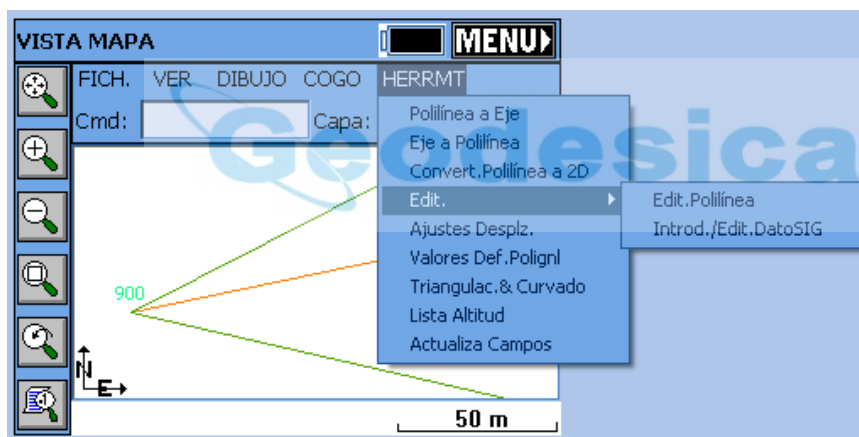 VISTA MAPA
MENU
FICH. VER DIBUJO COGO HERRMT
Cmd: Capa:
Polilínea a Eje
Eje a Polilínea
Convert.Polilínea a 2D
Edit.
Edit.Polilínea
Introd./Edit.DatoSIG
Ajustes Desplz.
Valores Def.Polignl
Triangulac.& Curvado
Lista Altitud
Actualiza Campos
900
N
E
50 m
Geodesica